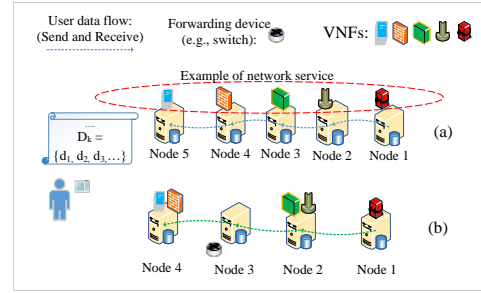 User data flow:
(Send and Receive)
Forwarding device
(e.g., switch):
VNFs:
Example of network service
....
Dₖ =
{d₁, d₂, d₃,...}
Node 5
Node 4
Node 3
Node 2
Node 1
(a)
(b)
Node 4
Node 3
Node 2
Node 1